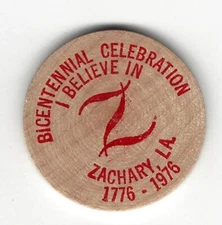 BICENTENNIAL CELEBRATION
I BELIEVE IN
Z
ZACHARY, LA.
1776 - 1976